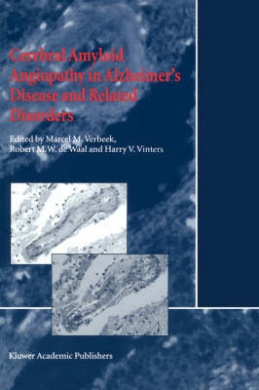 Cerebral Amyloid
Angiopathy in Alzheimer's
Disease and Related
Disorders
Edited by Marcel M. Verbeek,
Robert M.W. de Waal and Harry V. Vinters
Kluwer Academic Publishers